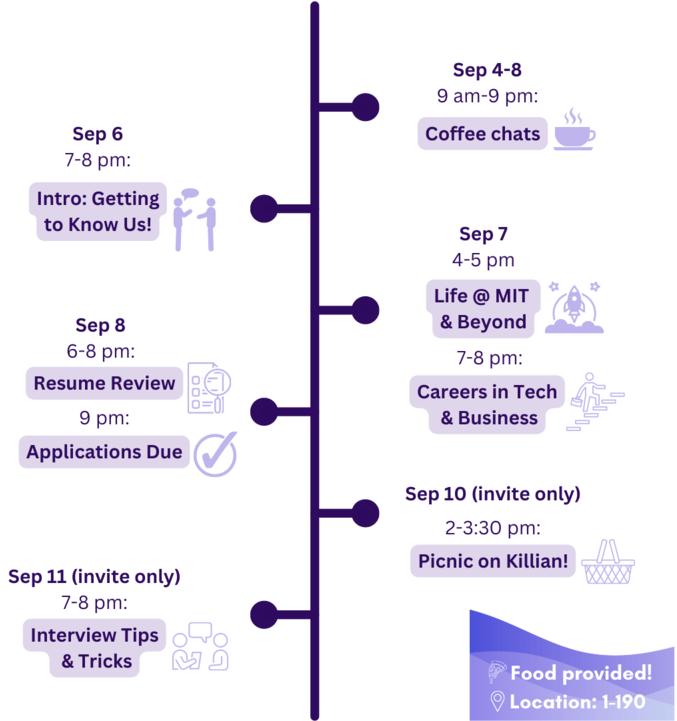 Sep 4-8
9 am-9 pm:
Coffee chats
Sep 6
7-8 pm:
Intro: Getting
to Know Us!
Sep 7
4-5 pm
Life @ MIT
& Beyond
7-8 pm:
Careers in Tech
& Business
Sep 8
6-8 pm:
Resume Review
9 pm:
Applications Due
Sep 10 (invite only)
2-3:30 pm:
Picnic on Killian!
Sep 11 (invite only)
7-8 pm:
Interview Tips
& Tricks
Food provided!
Location: 1-190